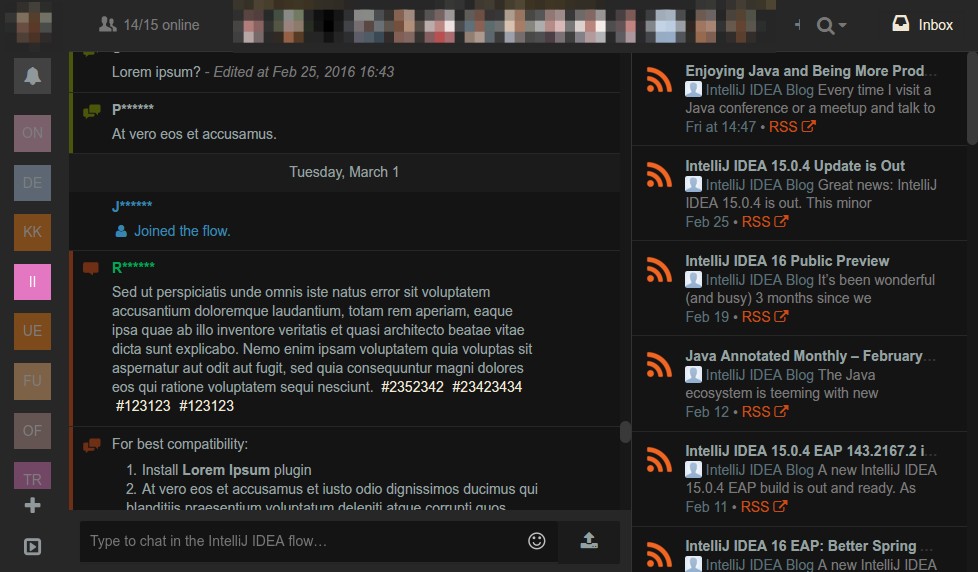 14/15 online
Inbox
ON
DE
KK
II
UE
FU
OF
TR
Lorem ipsum? - Edited at Feb 25, 2016 16:43
P******
At vero eos et accusamus.
Tuesday, March 1
J******
Joined the flow.
R******
Sed ut perspiciatis unde omnis iste natus error sit voluptatem
accusantium doloremque laudantium, totam rem aperiam, eaque
ipsa quae ab illo inventore veritatis et quasi architecto beatae vitae
dicta sunt explicabo. Nemo enim ipsam voluptatem quia voluptas sit
aspernatur aut odit aut fugit, sed quia consequuntur magni dolores
eos qui ratione voluptatem sequi nesciunt. #2352342 #23423434
#123123 #123123
For best compatibility:
1. Install Lorem Ipsum plugin
2. At vero eos et accusamus et iusto odio dignissimos ducimus qui
blanditiis praesentium voluptatum deleniti atque corrupti quos
Type to chat in the IntelliJ IDEA flow…
Enjoying Java and Being More Prod…
IntelliJ IDEA Blog Every time I visit a
Java conference or a meetup and talk to
Fri at 14:47 • RSS
IntelliJ IDEA 15.0.4 Update is Out
IntelliJ IDEA Blog Great news: IntelliJ
IDEA 15.0.4 is out. This minor
Feb 25 • RSS
IntelliJ IDEA 16 Public Preview
IntelliJ IDEA Blog It's been wonderful
(and busy) 3 months since we
Feb 19 • RSS
Java Annotated Monthly – February…
IntelliJ IDEA Blog The Java
ecosystem is teeming with new
Feb 12 • RSS
IntelliJ IDEA 15.0.4 EAP 143.2167.2 i…
IntelliJ IDEA Blog A new IntelliJ IDEA
15.0.4 EAP build is out and ready. As
Feb 11 • RSS
IntelliJ IDEA 16 EAP: Better Spring …
IntelliJ IDEA Blog A new IntelliJ IDEA